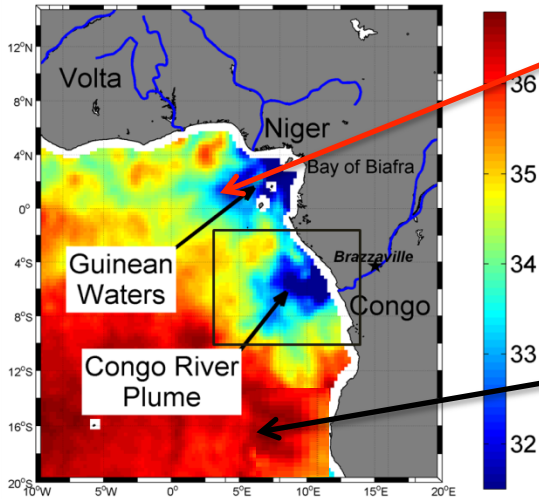 12°N
8°N
4°N
0°
4°S
8°S
12°S
16°S
20°S
10°W
5°W
0°
5°E
10°E
15°E
20°E
Volta
Niger
Bay of Biafra
Guinean
Waters
Brazzaville
Congo
Congo River
Plume
36
35
34
33
32